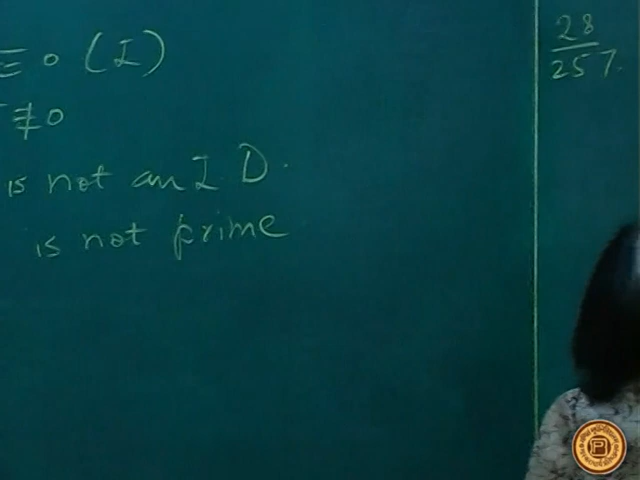 ≡ 0 (I)
≢ 0
is not an I.D.
is not prime
28
257